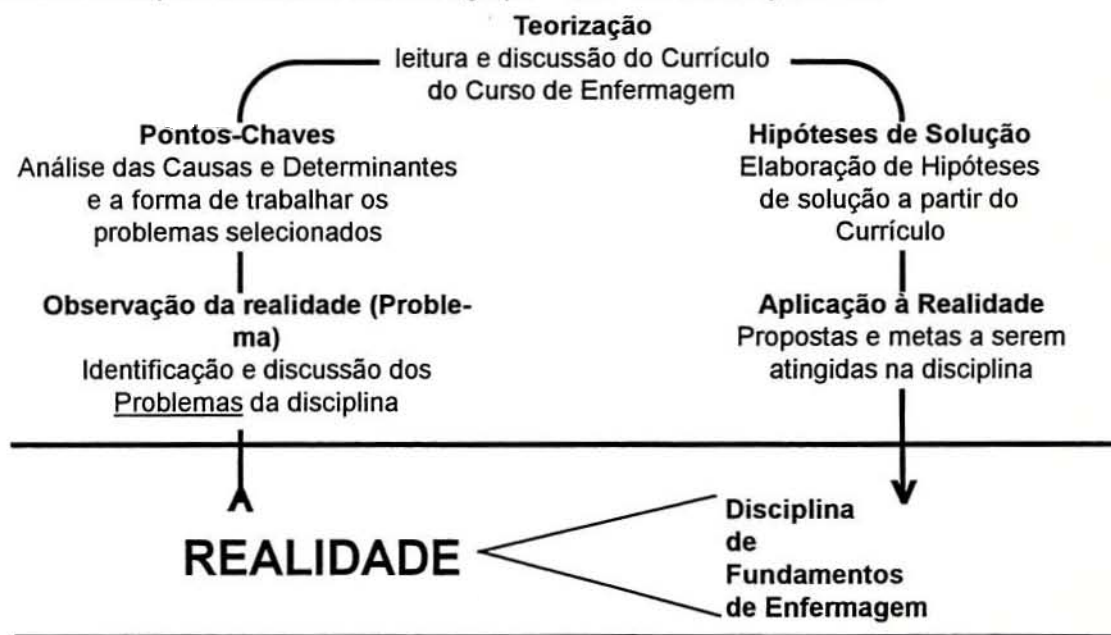 Teorização
leitura e discussão do Currículo
do Curso de Enfermagem
Pontos-Chaves
Análise das Causas e Determinantes
e a forma de trabalhar os
problemas selecionados
Hipóteses de Solução
Elaboração de Hipóteses
de solução a partir do
Currículo
Observação da realidade (Proble-
ma)
Identificação e discussão dos
Problemas da disciplina
Aplicação à Realidade
Propostas e metas a serem
atingidas na disciplina
REALIDADE
Disciplina
de
Fundamentos
de Enfermagem